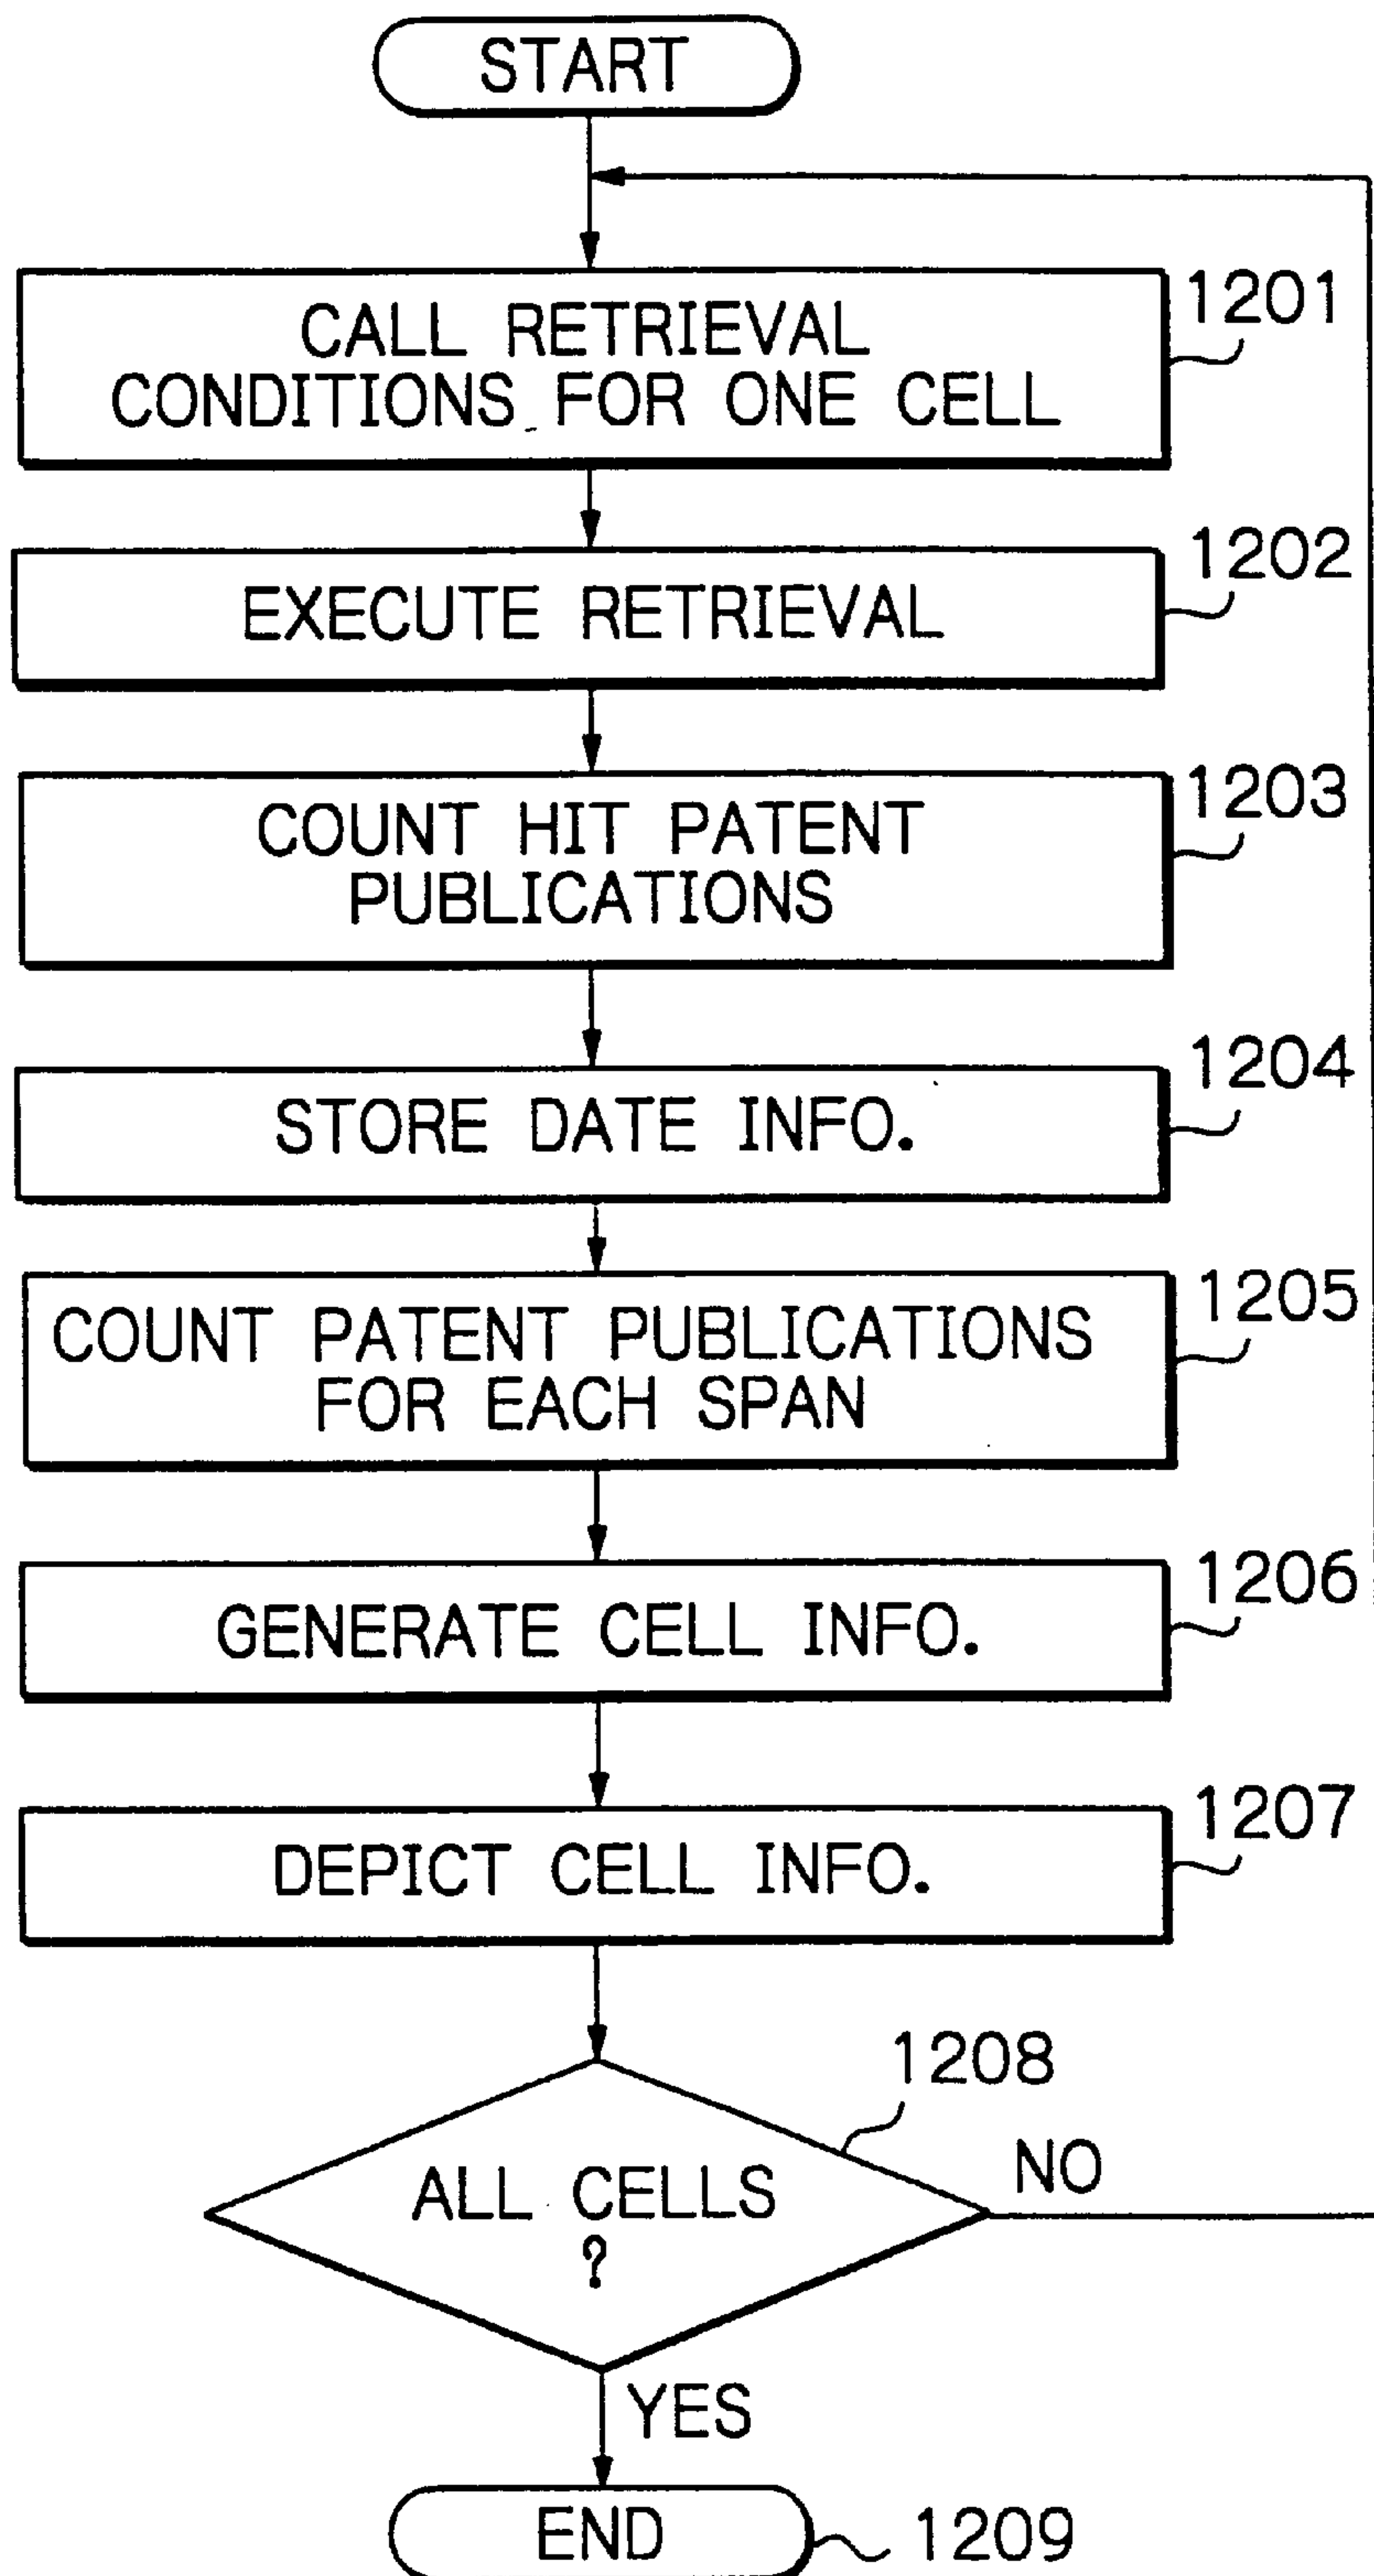 START
CALL RETRIEVAL
CONDITIONS FOR ONE CELL
1201
EXECUTE RETRIEVAL
1202
COUNT HIT PATENT
PUBLICATIONS
1203
STORE DATE INFO.
1204
COUNT PATENT PUBLICATIONS
FOR EACH SPAN
1205
GENERATE CELL INFO.
1206
DEPICT CELL INFO.
1207
ALL CELLS
?
1208
NO
YES
END
1209